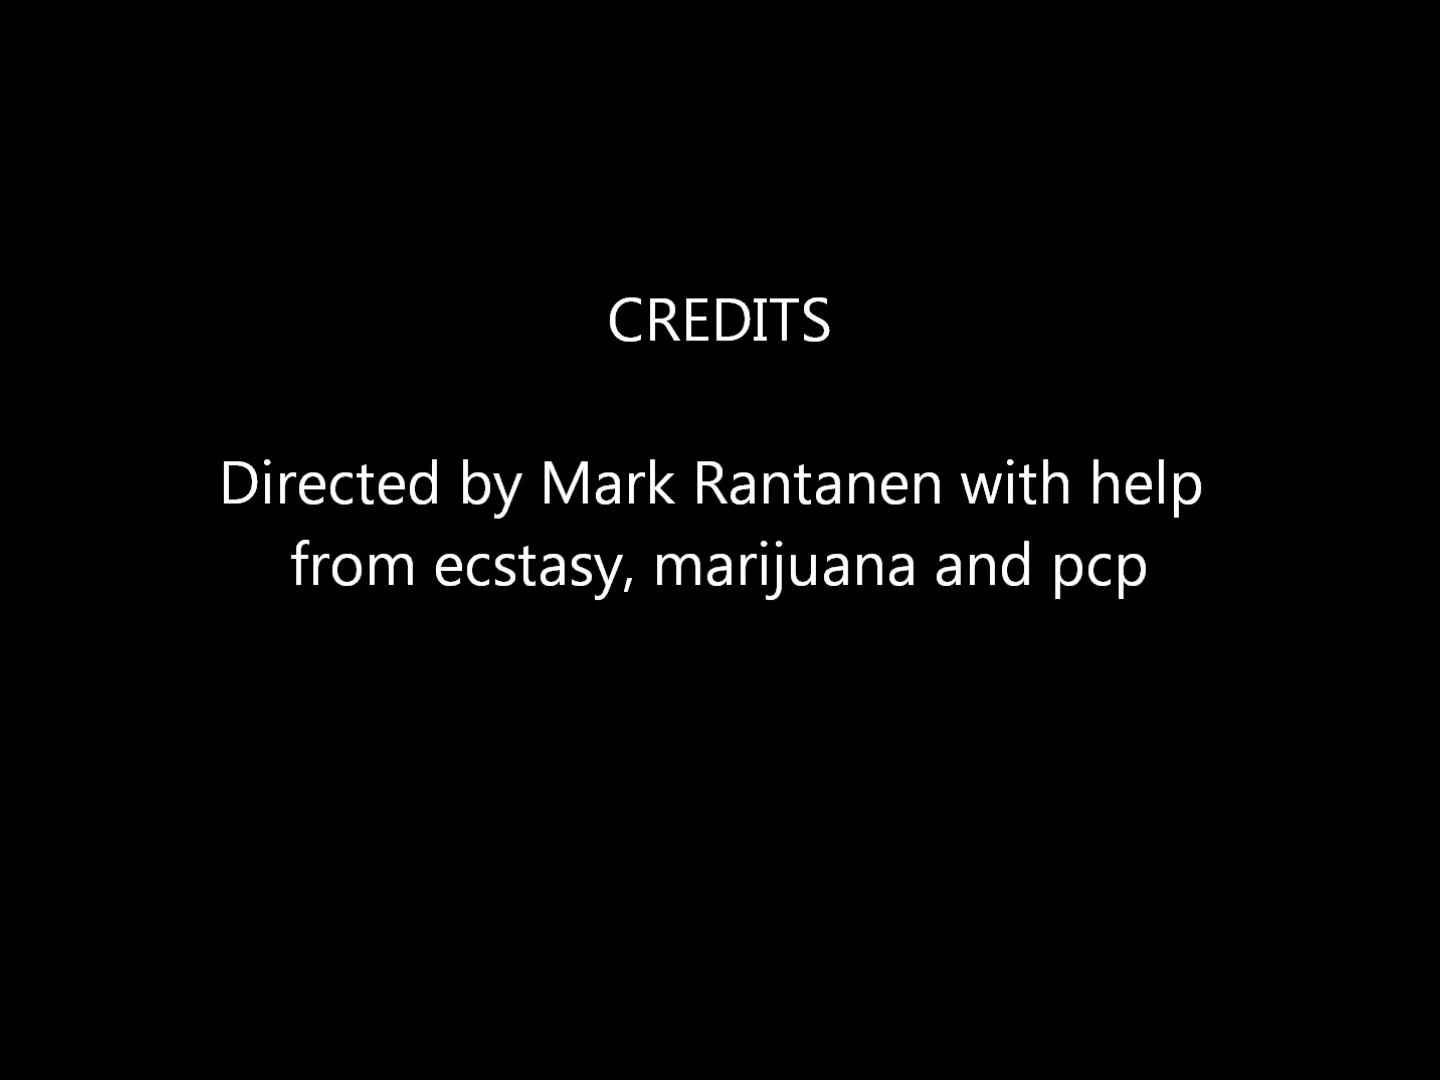 CREDITS
Directed by Mark Rantanen with help
from ecstasy, marijuana and pcp